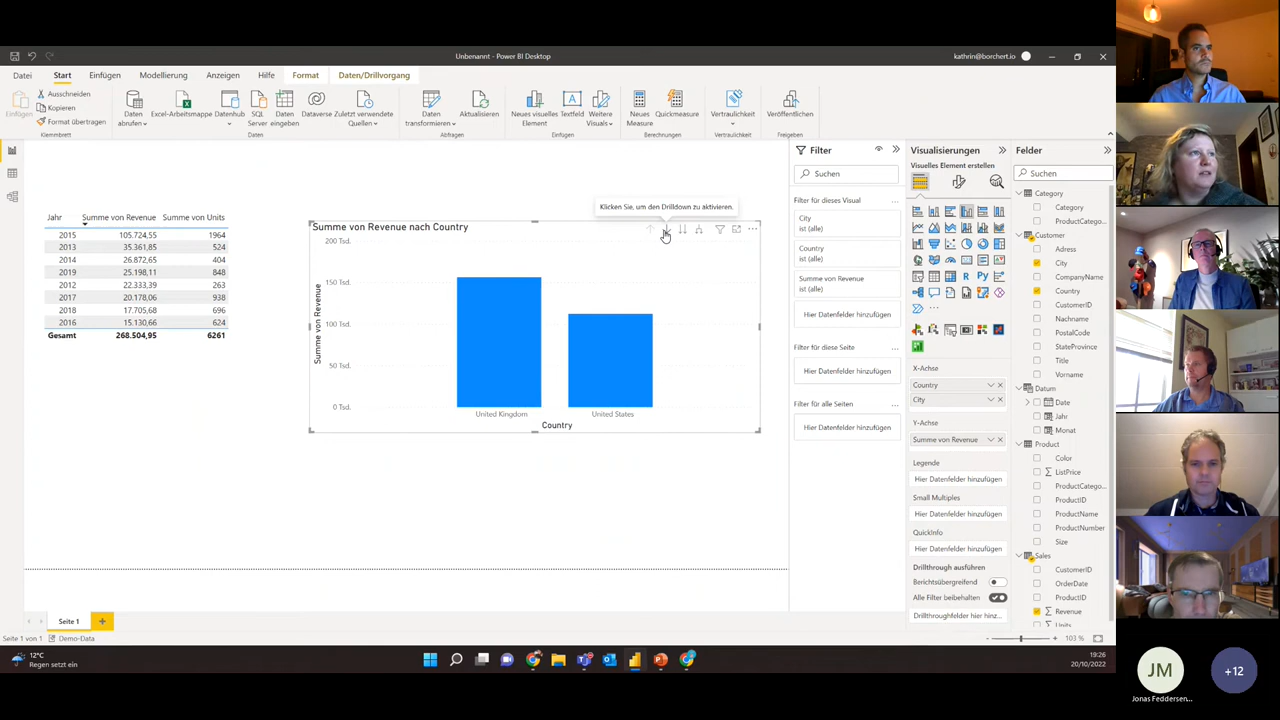 Unbenannt - Power BI Desktop
kathrin@borchert.io
Datei Start Einfügen Modellierung Anzeigen Hilfe Format Daten/Drillvorgang
Ausschneiden
Kopieren
Format übertragen
Einfügen
Klemmbrett
Daten abrufen
Excel-Arbeitsmappe
Datenhub
SQL Server
Daten eingeben
Dataverse
Zuletzt verwendete Quellen
Daten
Daten transformieren
Aktualisieren
Abfragen
Neues visuelles Element
Textfeld
Weitere Visuals
Einfügen
Neues Measure
Quickmeasure
Berechnungen
Vertraulichkeit
Vertraulichkeit
Veröffentlichen
Freigeben
Jahr Summe von Revenue Summe von Units
2015 105.724,55 1964
2013 35.361,85 524
2014 26.872,65 404
2019 25.198,11 848
2012 22.333,39 263
2017 20.178,06 938
2018 17.705,68 696
2016 15.130,66 624
Gesamt 268.504,95 6261
Klicken Sie, um den Drilldown zu aktivieren.
Summe von Revenue nach Country
200 Tsd.
150 Tsd.
100 Tsd.
50 Tsd.
0 Tsd.
Summe von Revenue
United Kingdom United States
Country
Filter
Suchen
Filter für dieses Visual
City
ist (alle)
Country
ist (alle)
Summe von Revenue
ist (alle)
Hier Datenfelder hinzufügen
Filter für diese Seite
Hier Datenfelder hinzufügen
Filter für alle Seiten
Hier Datenfelder hinzufügen
Visualisierungen
Visuelles Element erstellen
R Py
X-Achse
Country
City
Y-Achse
Summe von Revenue
Legende
Hier Datenfelder hinzufügen
Small Multiples
Hier Datenfelder hinzufügen
QuickInfo
Hier Datenfelder hinzufügen
Drillthrough ausführen
Berichtsübergreifend
Alle Filter beibehalten
Drillthroughfelder hier hinz...
Felder
Suchen
Category
Category
ProductCatego...
Customer
Adress
City
CompanyName
Country
CustomerID
Nachname
PostalCode
StateProvince
Title
Vorname
Datum
Date
Jahr
Monat
Product
Color
ListPrice
ProductCatego...
ProductID
ProductName
ProductNumber
Size
Sales
CustomerID
OrderDate
ProductID
Revenue
Units
Seite 1
Seite 1 von 1
Demo-Data
103 %
12°C
Regen setzt ein
19:26
20/10/2022
JM
Jonas Feddersen...
+12